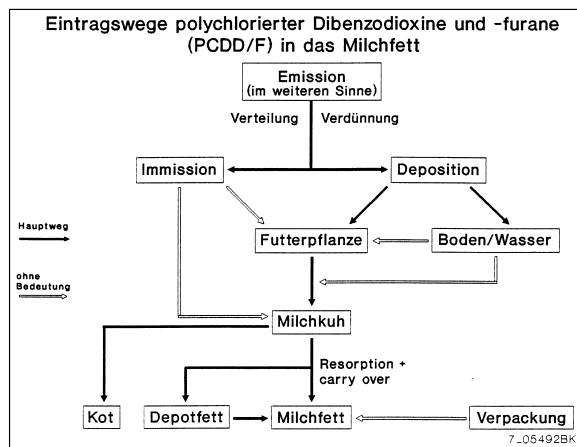 Eintragswege polychlorierter Dibenzodioxine und -furane
(PCDD/F) in das Milchfett
Emission
(im weiteren Sinne)
Verteilung Verdünnung
Immission Deposition
Hauptweg
Futterpflanze Boden/Wasser
ohne
Bedeutung
Milchkuh
Resorption +
carry over
Kot Depotfett Milchfett Verpackung
7_05492BK